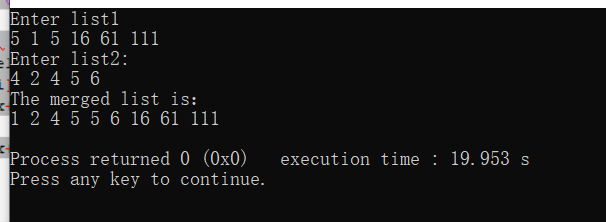 Enter list1
5 1 5 16 61 111
Enter list2:
4 2 4 5 6
The merged list is:
1 2 4 5 5 6 16 61 111
Process returned 0 (0x0)   execution time : 19.953 s
Press any key to continue.